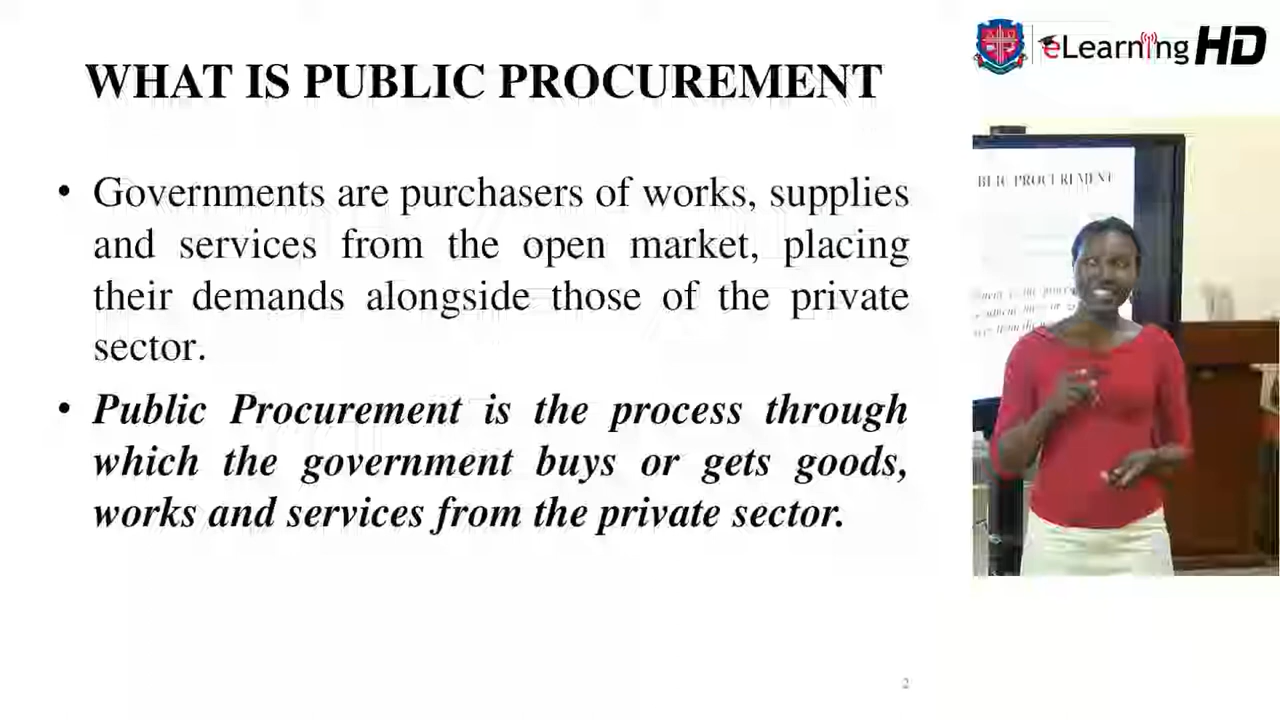 WHAT IS PUBLIC PROCUREMENT
• Governments are purchasers of works, supplies
and services from the open market, placing
their demands alongside those of the private
sector.
• Public Procurement is the process through
which the government buys or gets goods,
works and services from the private sector.
2
eLearning HD
BLIC PROCUREMENT